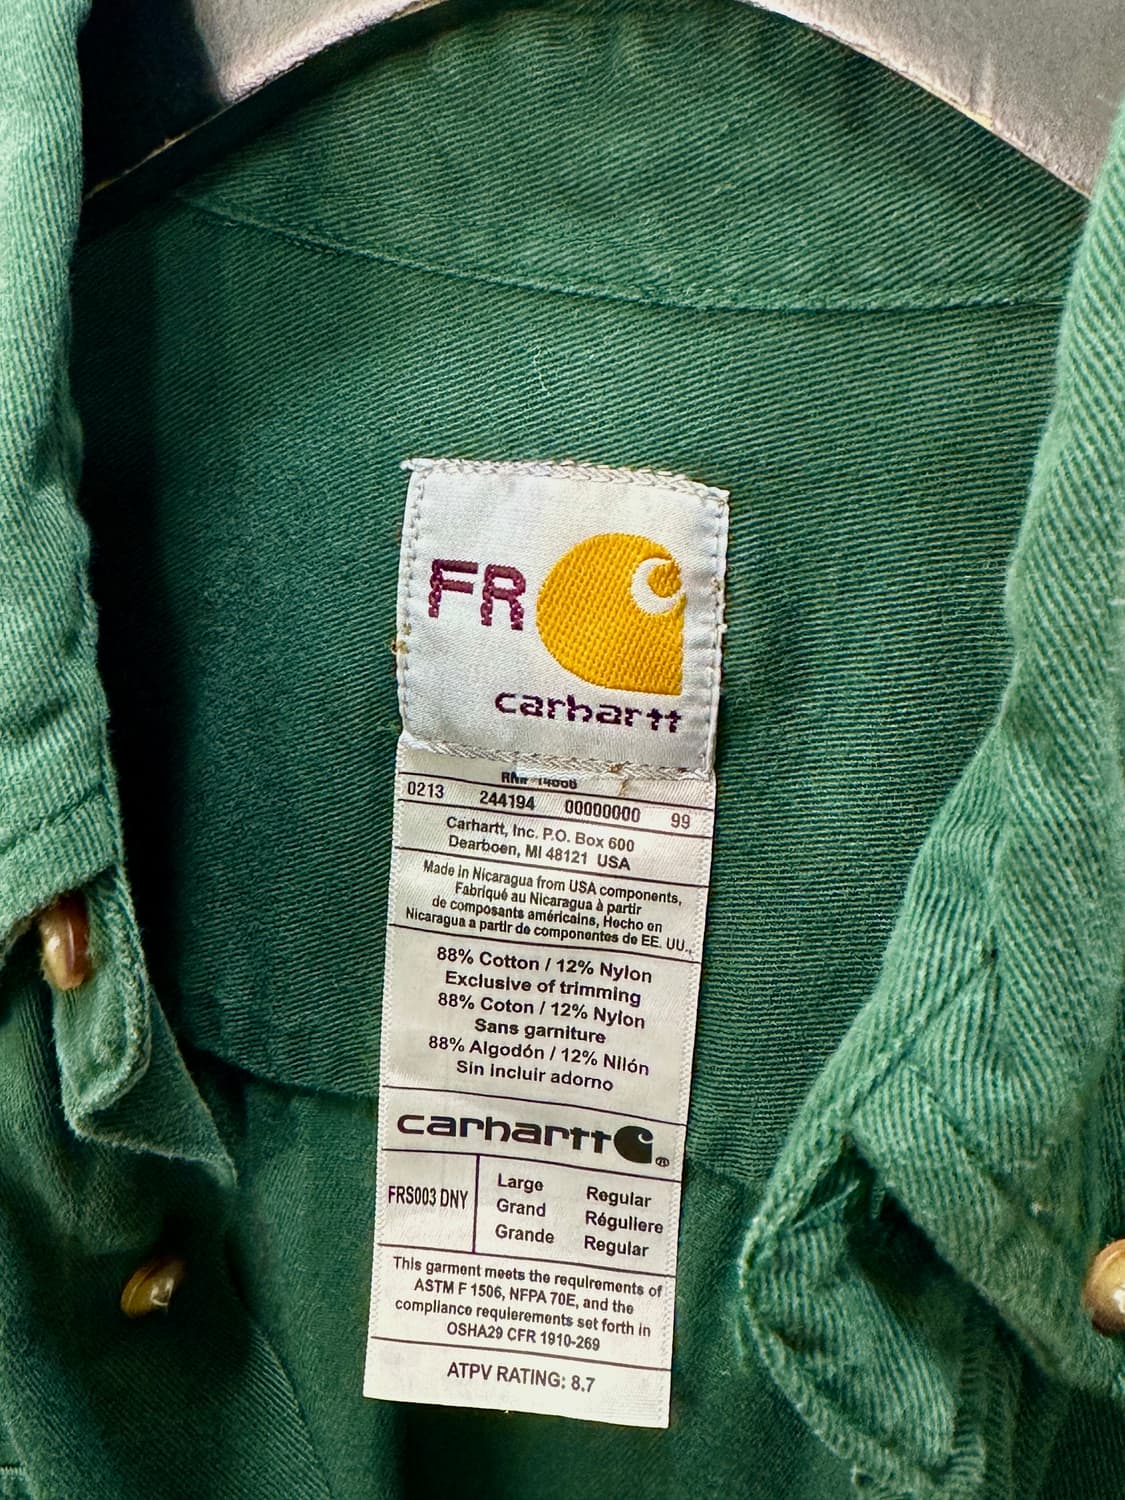 FR
carhartt
RN# 14806
0213 244194 00000000 99
Carhartt, Inc. P.O. Box 600
Dearboen, MI 48121 USA
Made in Nicaragua from USA components,
Fabriqué au Nicaragua à partir
de composants américains, Hecho en
Nicaragua a partir de componentes de EE. UU.,
88% Cotton / 12% Nylon
Exclusive of trimming
88% Coton / 12% Nylon
Sans garniture
88% Algodón / 12% Nilón
Sin incluir adorno
carhartt ®
FRS003 DNY
Large Regular
Grand Réguliere
Grande Regular
This garment meets the requirements of
ASTM F 1506, NFPA 70E, and the
compliance requierements set forth in
OSHA29 CFR 1910-269
ATPV RATING: 8.7